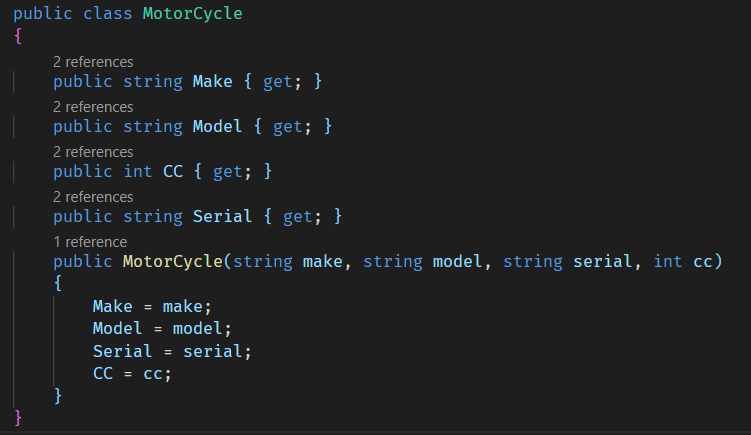 public class MotorCycle
{
2 references
public string Make { get; }
2 references
public string Model { get; }
2 references
public int CC { get; }
2 references
public string Serial { get; }
1 reference
public MotorCycle(string make, string model, string serial, int cc)
{
Make = make;
Model = model;
Serial = serial;
CC = cc;
}
}